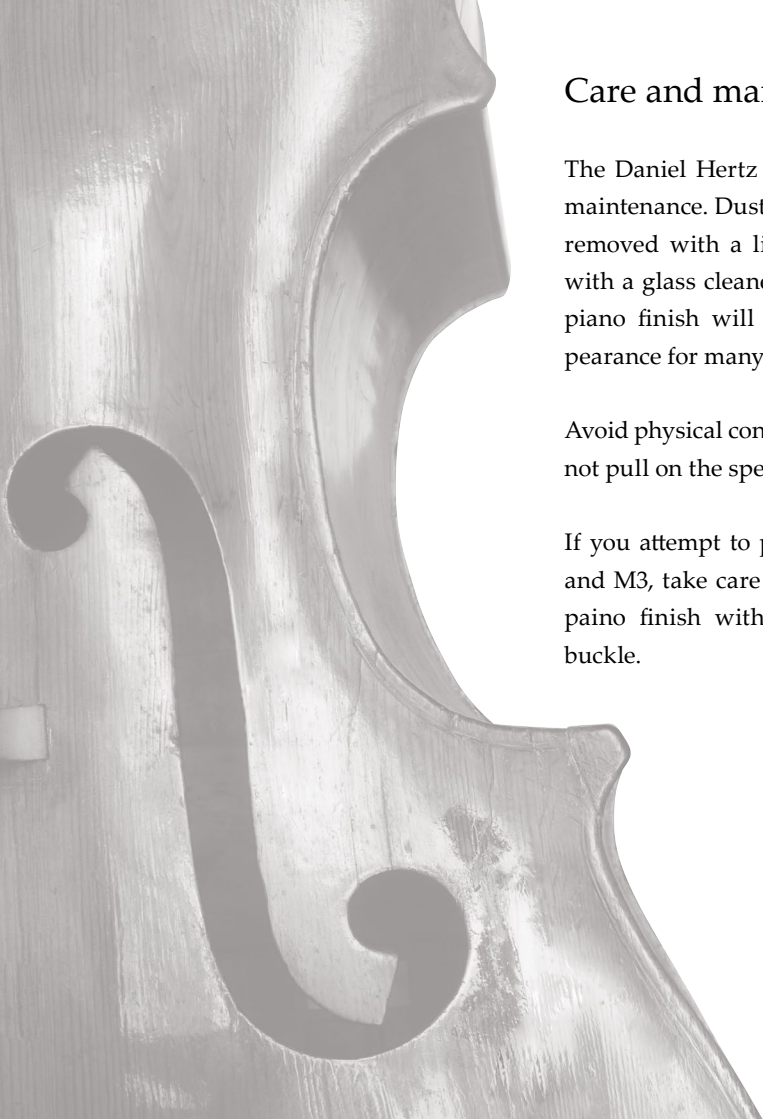 Care and mai
The Daniel Hertz
maintenance. Dust
removed with a li
with a glass cleane
piano finish will
pearance for many
Avoid physical con
not pull on the spe
If you attempt to p
and M3, take care
paino finish with
buckle.